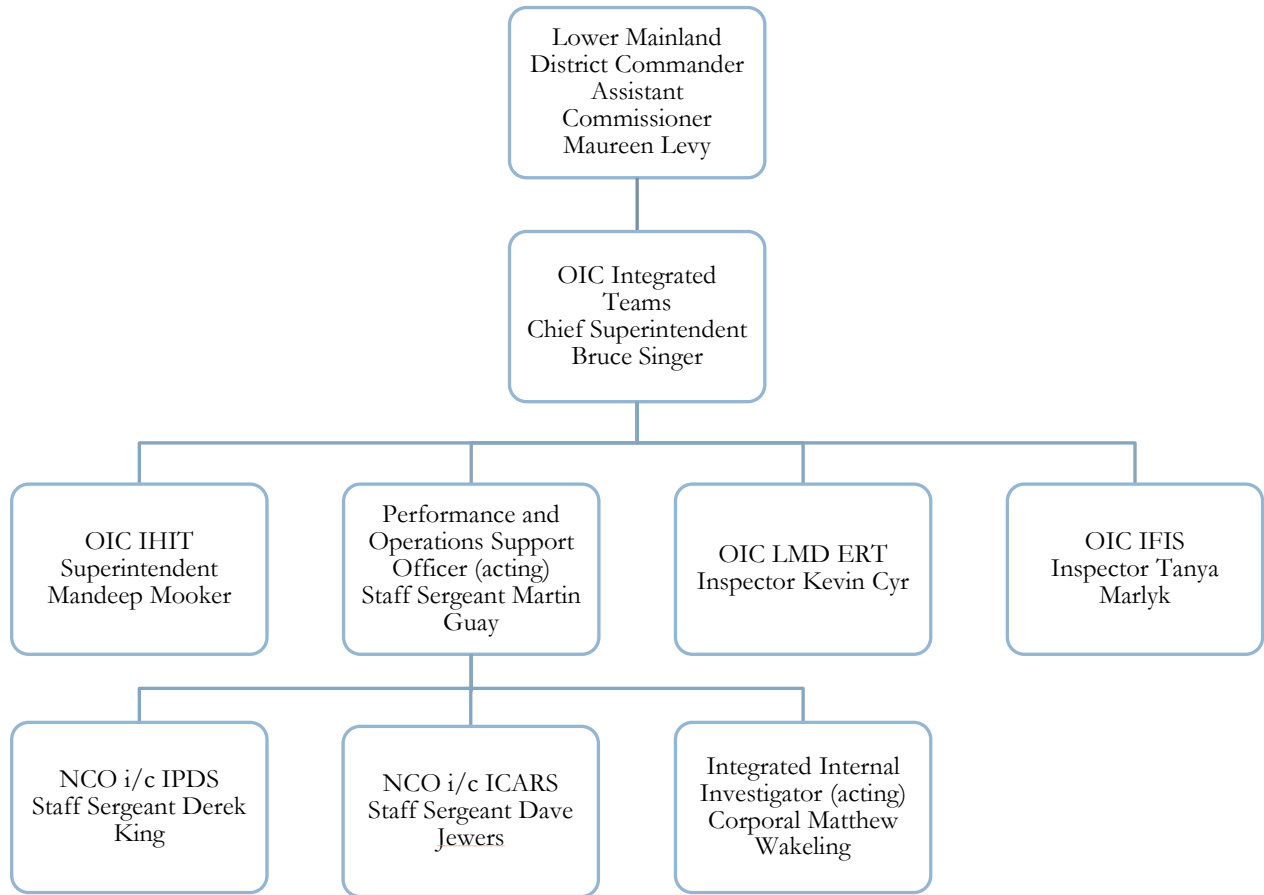 Lower Mainland
District Commander
Assistant
Commissioner
Maureen Levy
OIC Integrated
Teams
Chief Superintendent
Bruce Singer
OIC IHIT
Superintendent
Mandeep Mooker
Performance and
Operations Support
Officer (acting)
Staff Sergeant Martin
Guay
OIC LMD ERT
Inspector Kevin Cyr
OIC IFIS
Inspector Tanya
Marlyk
NCO i/c IPDS
Staff Sergeant Derek
King
NCO i/c ICARS
Staff Sergeant Dave
Jewers
Integrated Internal
Investigator (acting)
Corporal Matthew
Wakeling